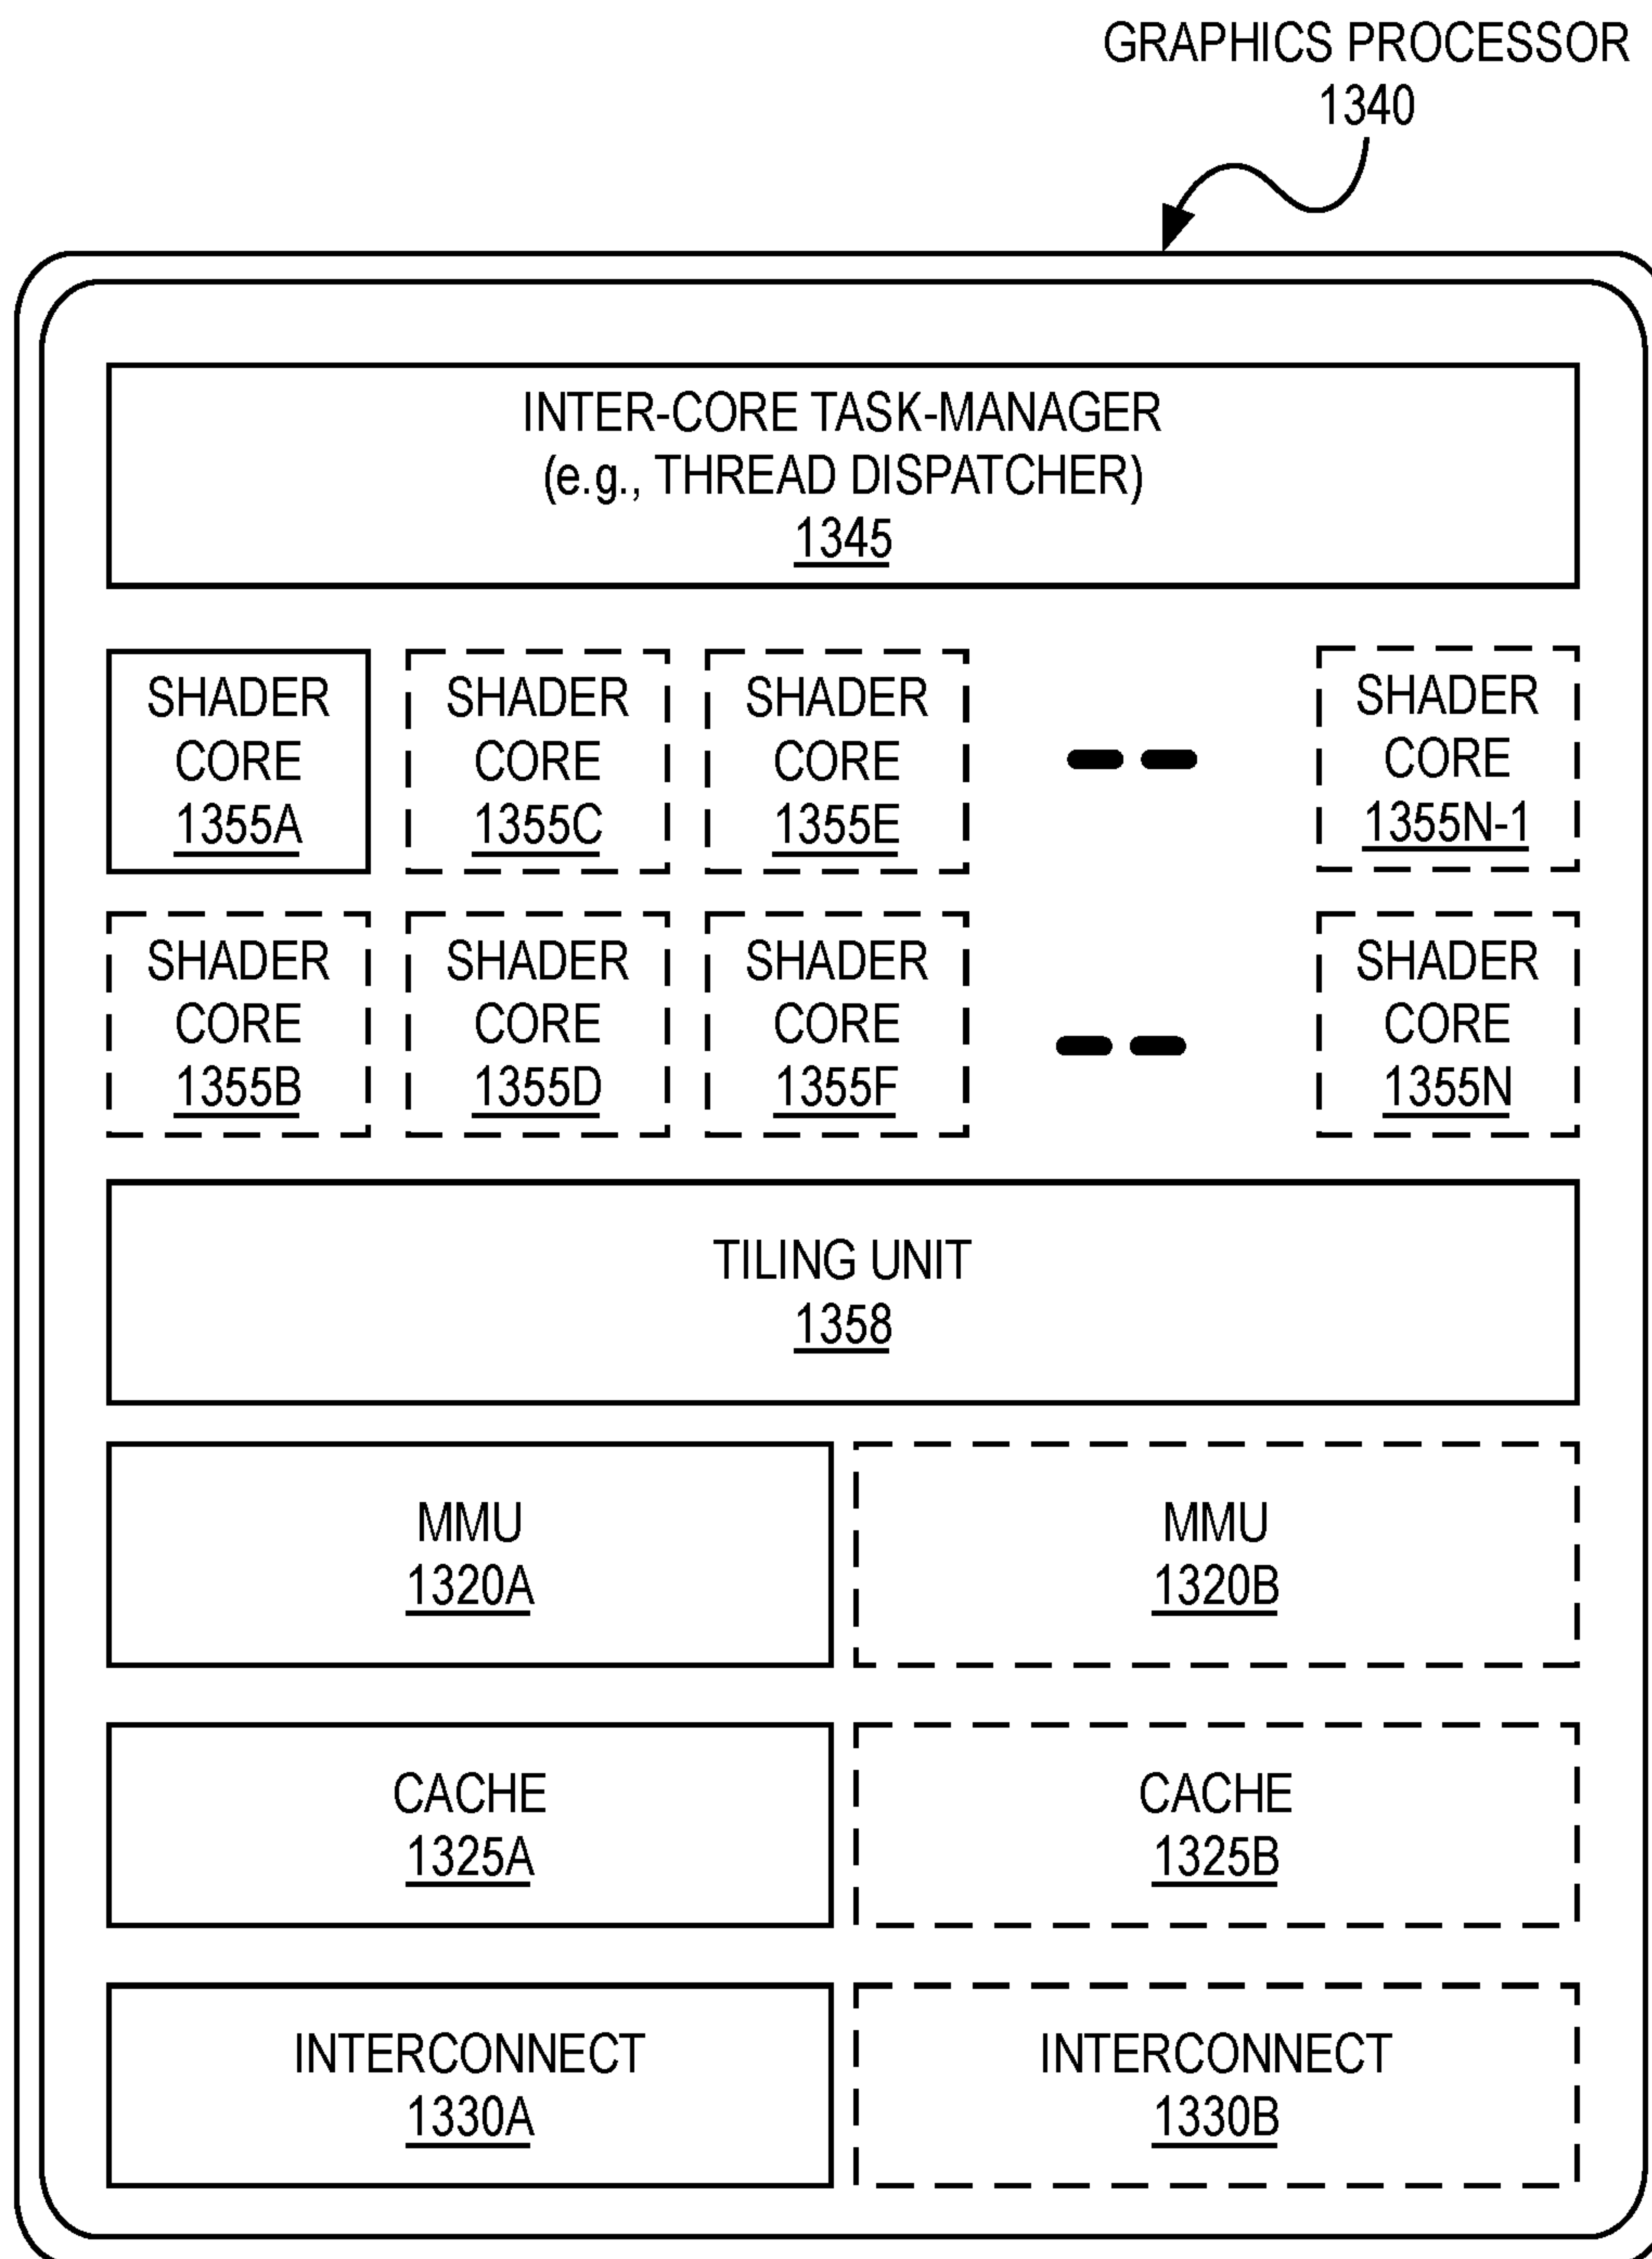 GRAPHICS PROCESSOR
1340
INTER-CORE TASK-MANAGER
(e.g., THREAD DISPATCHER)
1345
SHADER
CORE
1355A
SHADER
CORE
1355C
SHADER
CORE
1355E
SHADER
CORE
1355N-1
SHADER
CORE
1355B
SHADER
CORE
1355D
SHADER
CORE
1355F
SHADER
CORE
1355N
TILING UNIT
1358
MMU
1320A
MMU
1320B
CACHE
1325A
CACHE
1325B
INTERCONNECT
1330A
INTERCONNECT
1330B